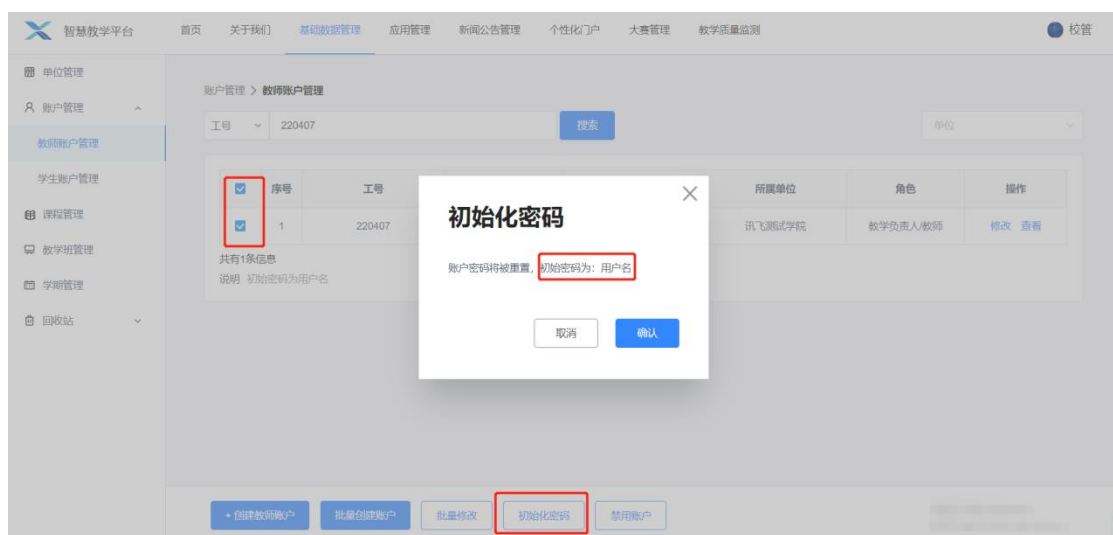 智慧教学平台 首页 关于我们 基础数据管理 应用管理 新闻公告管理 个性化门户 大赛管理 教学质量监测 校管
单位管理
账户管理
教师账户管理
学生账户管理
课程管理
教学班管理
学期管理
回收站
账户管理 > 教师账户管理
工号 220407 搜索 单位
序号 工号 所属单位 角色 操作
1 220407 讯飞测试学院 教学负责人/教师 修改 查看
共有1条信息
说明 初始密码为用户名
初始化密码
账户密码将被重置，初始密码为：用户名
取消 确认
+ 创建教师账户 批量创建账户 批量修改 初始化密码 禁用账户